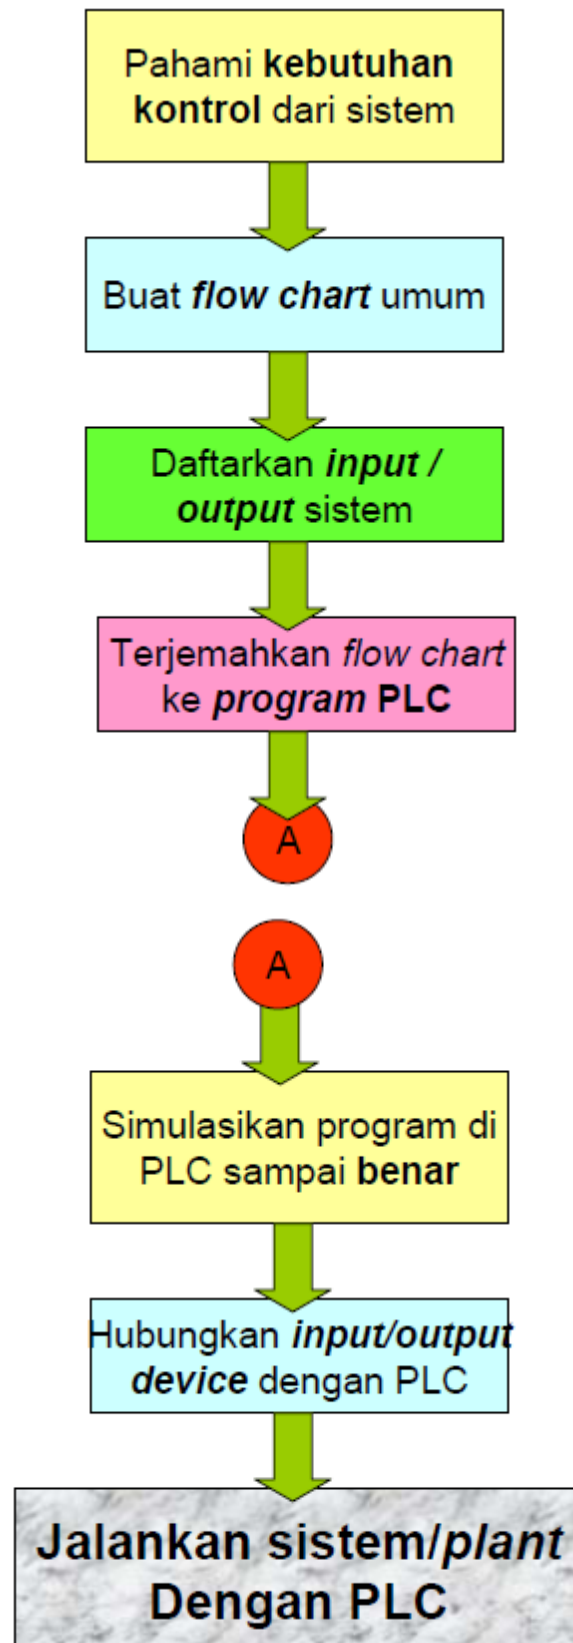 Pahami kebutuhan
kontrol dari sistem
Buat flow chart umum
Daftarkan input /
output sistem
Terjemahkan flow chart
ke program PLC
A
A
Simulasikan program di
PLC sampai benar
Hubungkan input/output
device dengan PLC
Jalankan sistem/plant
Dengan PLC